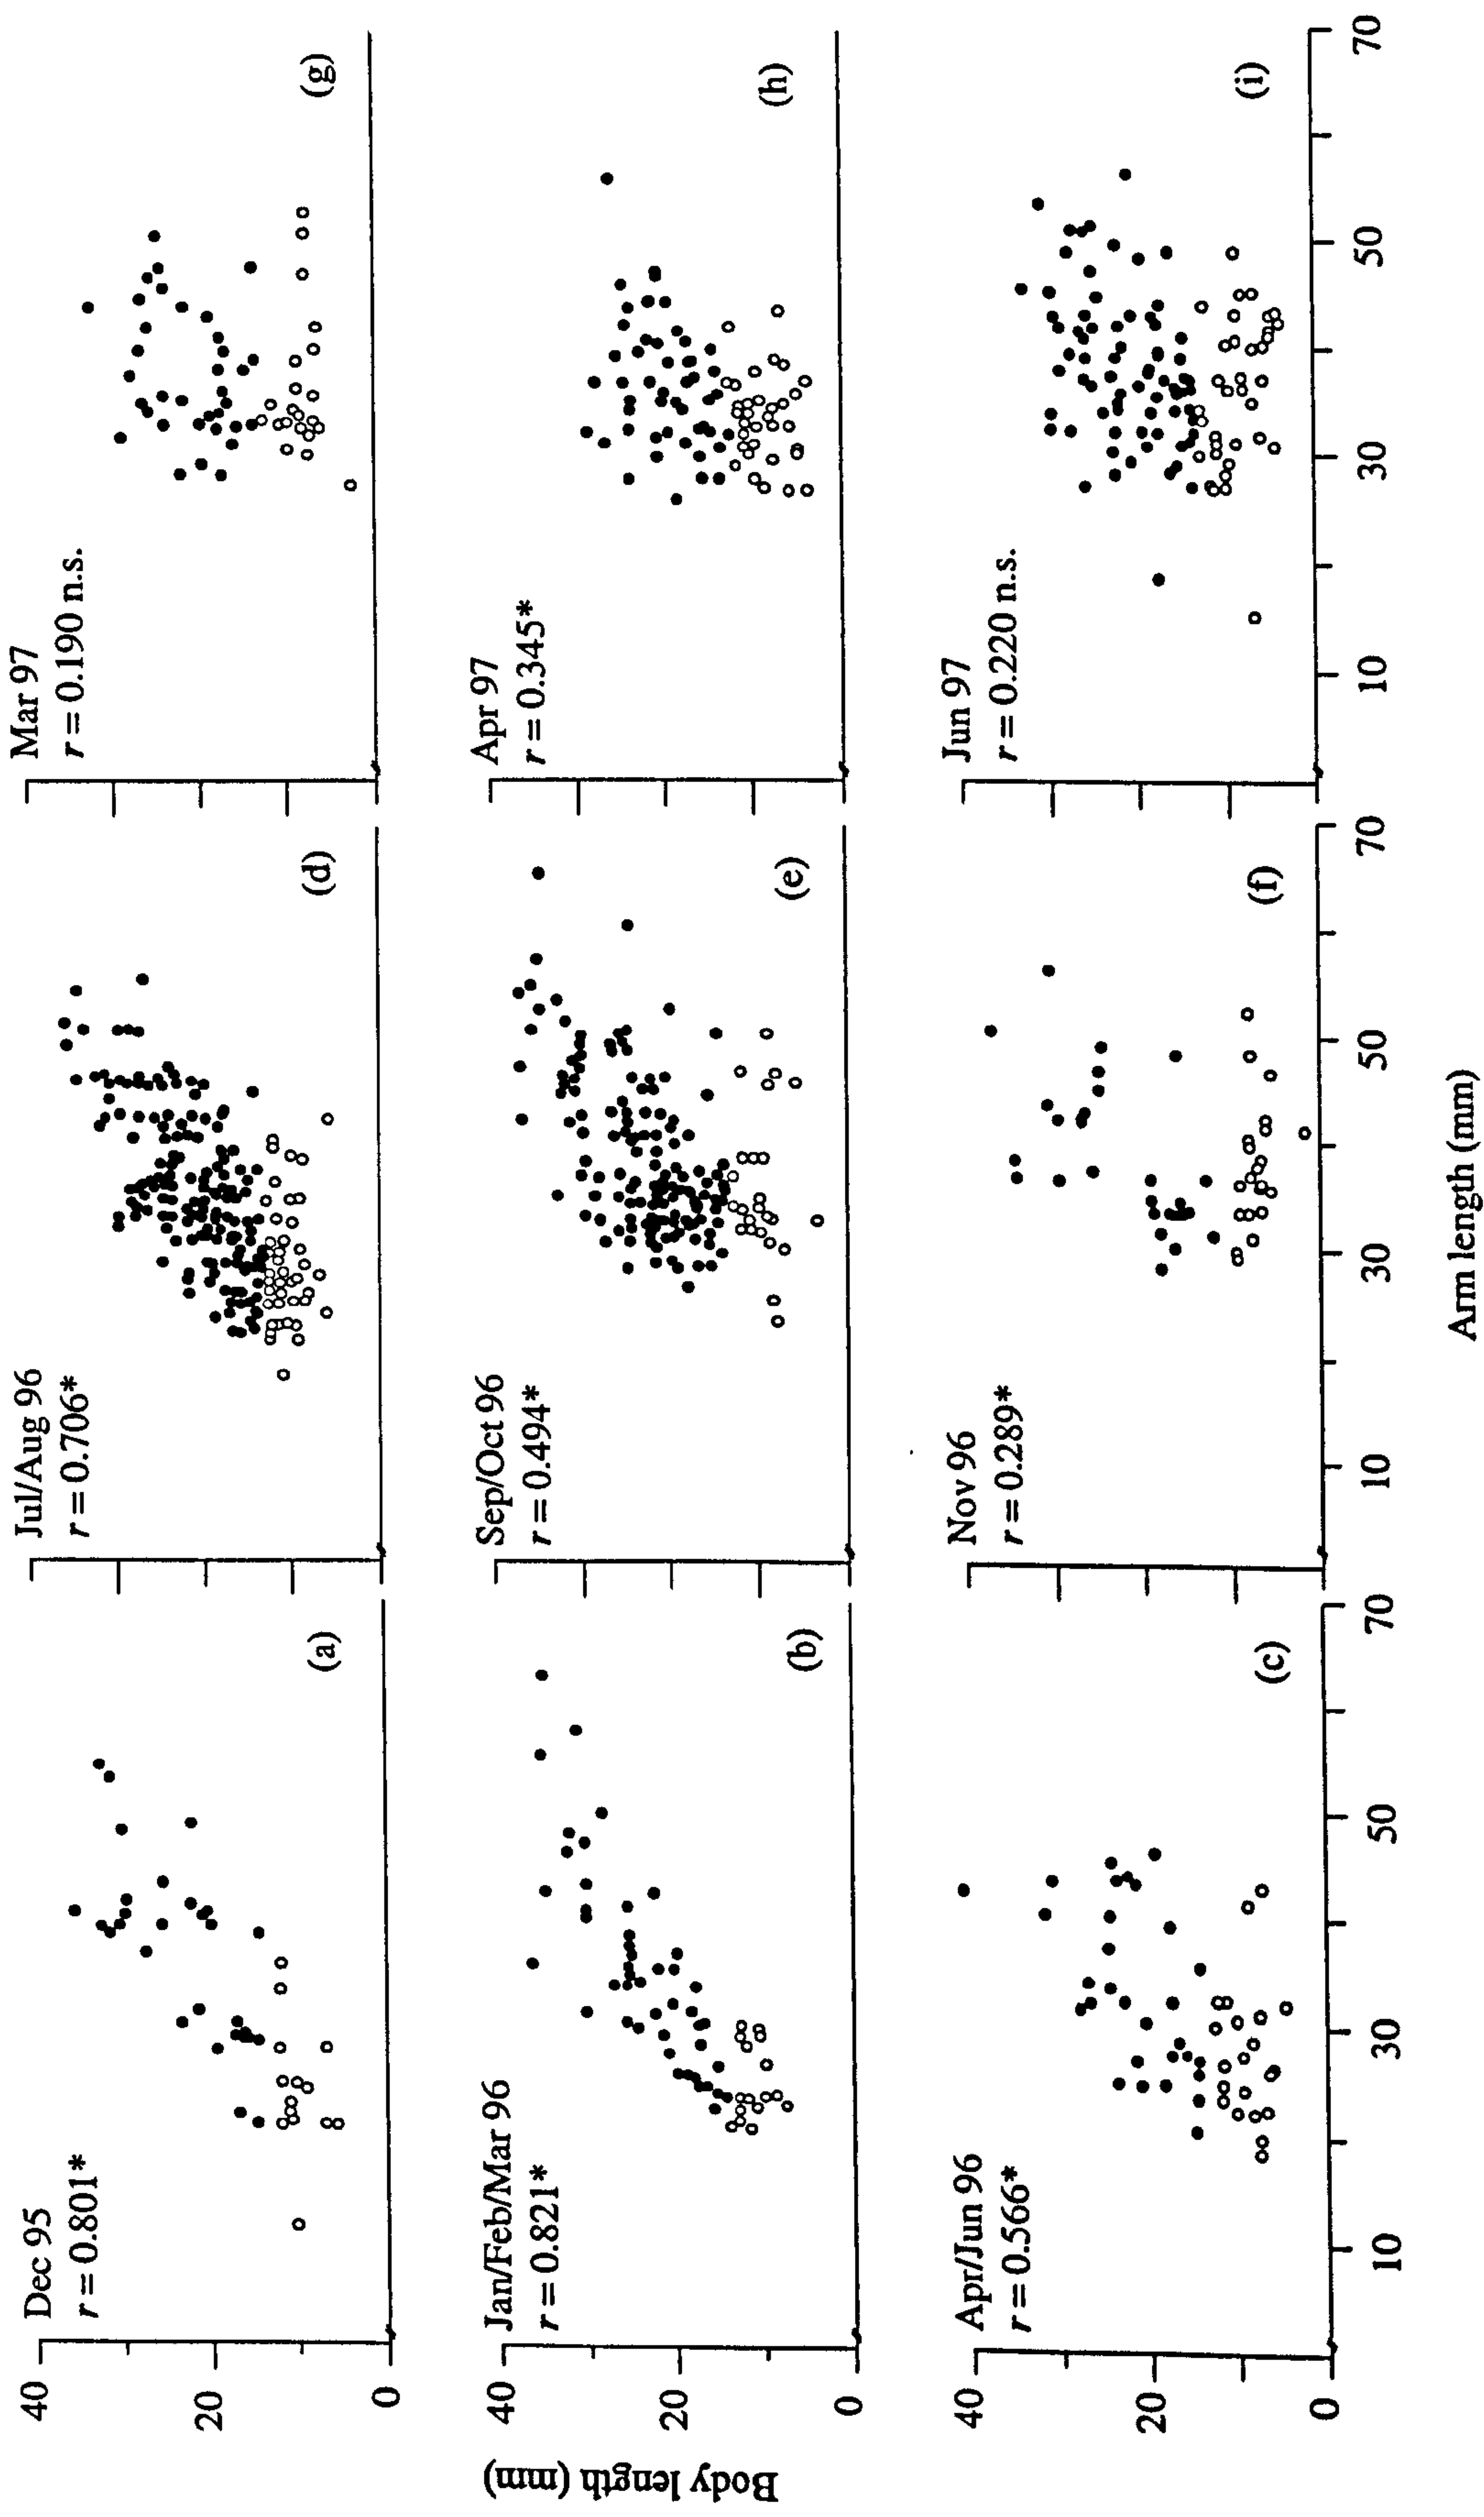 Dec 95
r = 0.801*
(a)
40
20
0
Jan/Feb/Mar 96
r = 0.821*
(b)
40
20
0
Apr/Jun 96
r = 0.566*
(c)
40
20
0
10
30
50
70
Jul/Aug 96
r = 0.706*
(d)
Sep/Oct 96
r = 0.494*
(e)
Nov 96
r = 0.289*
(f)
10
30
50
70
Mar 97
r = 0.190 n.s.
(g)
Apr 97
r = 0.345*
(h)
Jun 97
r = 0.220 n.s.
(i)
10
30
50
70
Body length (mm)
Arm length (mm)